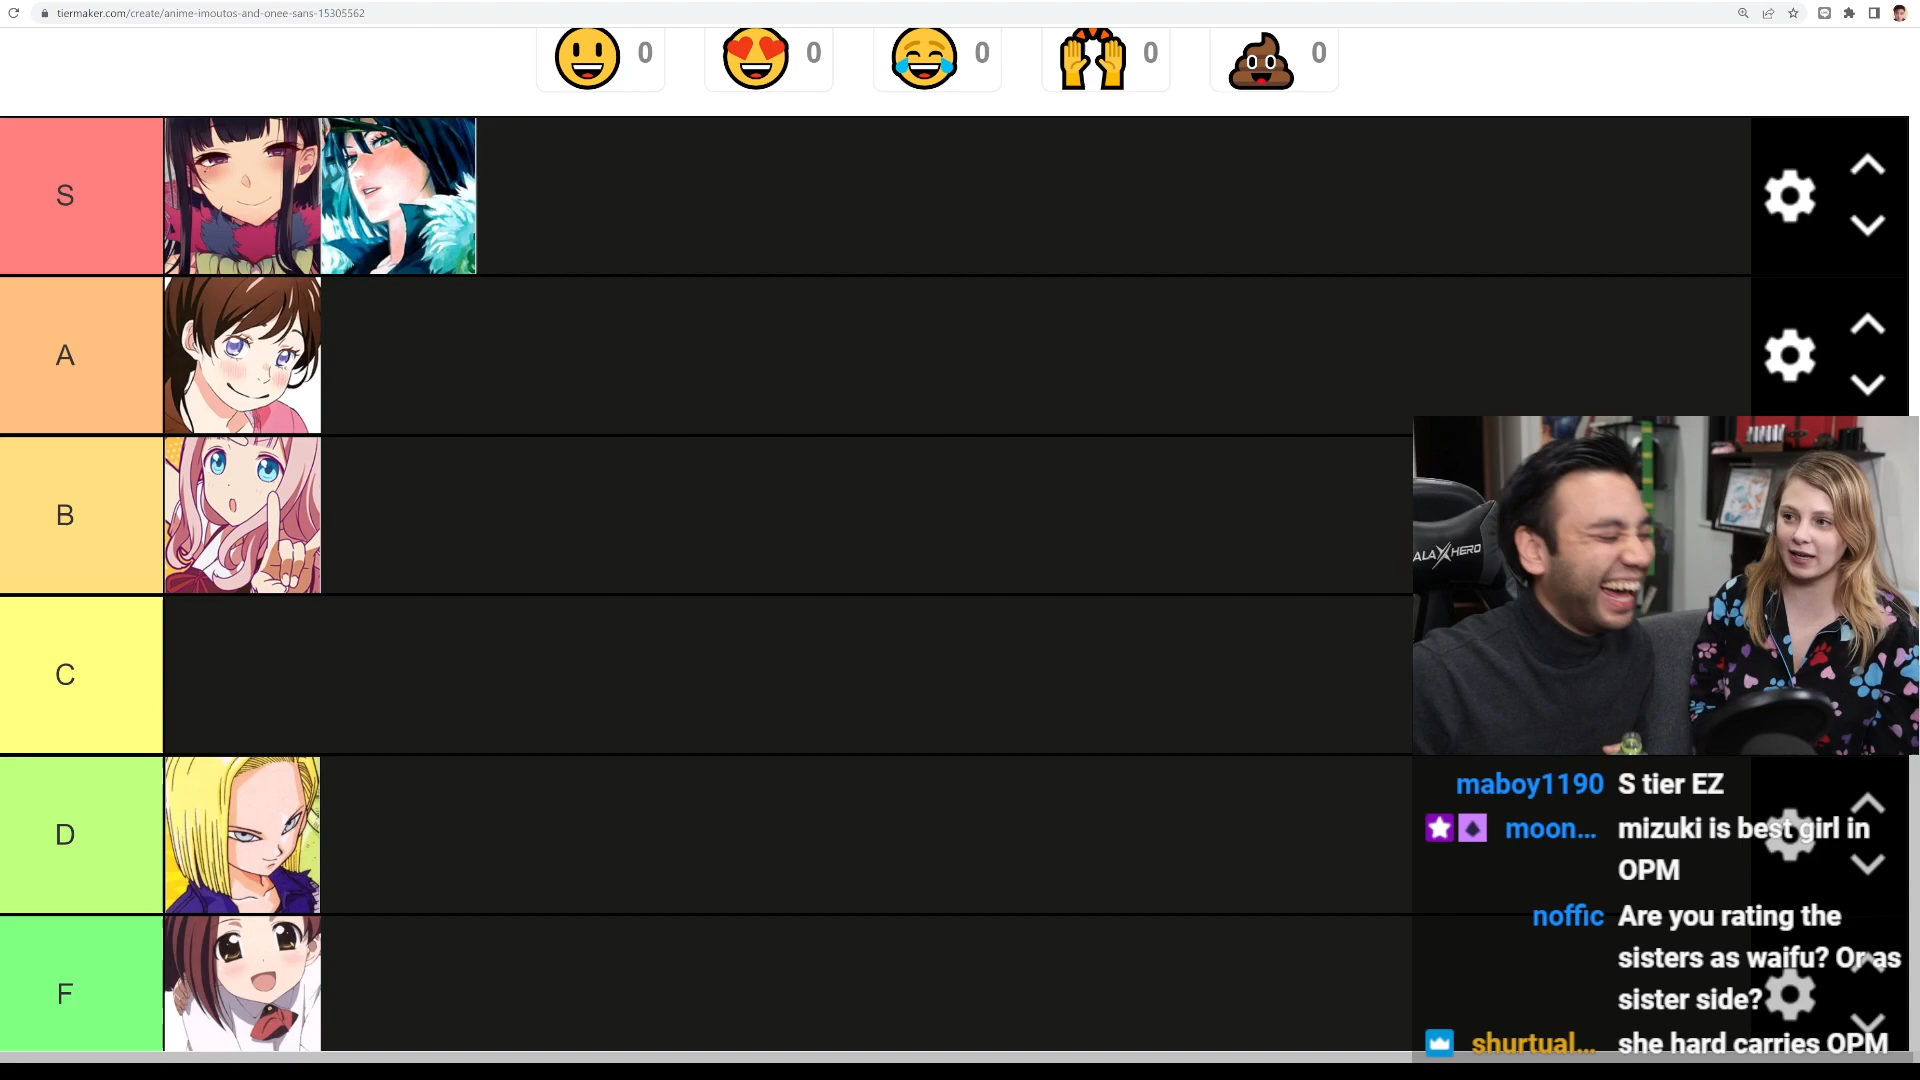 tiermaker.com/create/anime-imoutos-and-onee-sans-15305562
0 0 0 0 0
S
A
B
C
D
F
ALAXHERO
maboy1190 S tier EZ
moon... mizuki is best girl in
OPM
noffic Are you rating the
sisters as waifu? Or as
sister side?
shurtual... she hard carries OPM